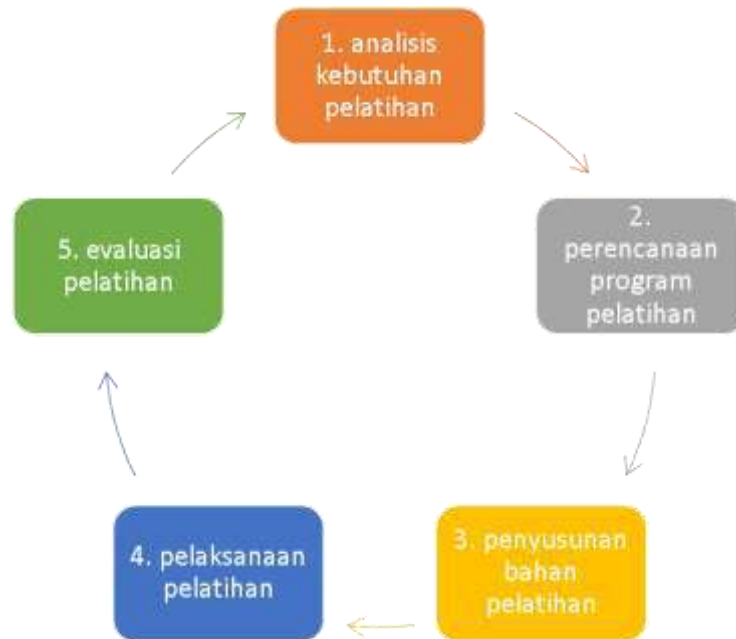 1. analisis
kebutuhan
pelatihan
2.
perencanaan
program
pelatihan
3. penyusunan
bahan
pelatihan
4. pelaksanaan
pelatihan
5. evaluasi
pelatihan